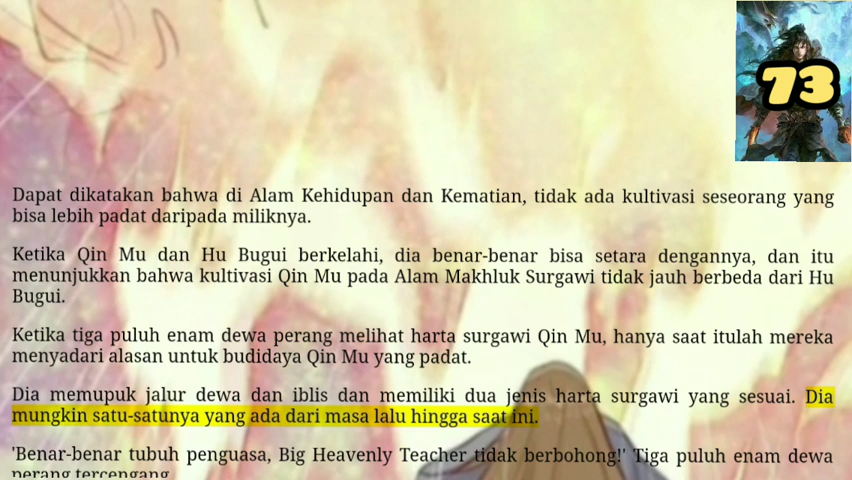 73
Dapat dikatakan bahwa di Alam Kehidupan dan Kematian, tidak ada kultivasi seseorang yang
bisa lebih padat daripada miliknya.
Ketika Qin Mu dan Hu Bugui berkelahi, dia benar-benar bisa setara dengannya, dan itu
menunjukkan bahwa kultivasi Qin Mu pada Alam Makhluk Surgawi tidak jauh berbeda dari Hu
Bugui.
Ketika tiga puluh enam dewa perang melihat harta surgawi Qin Mu, hanya saat itulah mereka
menyadari alasan untuk budidaya Qin Mu yang padat.
Dia memupuk jalur dewa dan iblis dan memiliki dua jenis harta surgawi yang sesuai. Dia
mungkin satu-satunya yang ada dari masa lalu hingga saat ini.
'Benar-benar tubuh penguasa, Big Heavenly Teacher tidak berbohong!' Tiga puluh enam dewa
perang tercengang